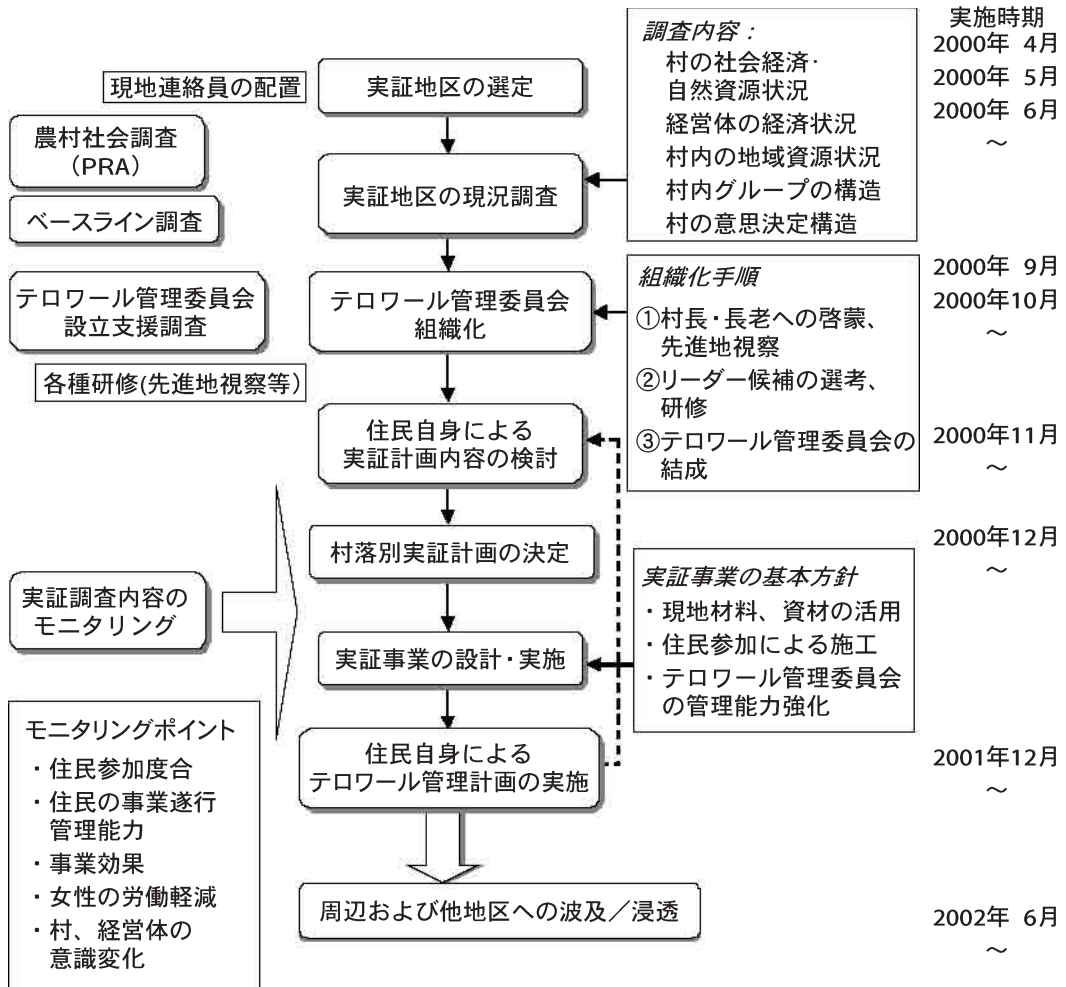 実施時期
2000年 4月
2000年 5月
2000年 6月
～
調査内容：
村の社会経済・
自然資源状況
経営体の経済状況
村内の地域資源状況
村内グループの構造
村の意思決定構造
現地連絡員の配置
実証地区の選定
農村社会調査
（PRA）
実証地区の現況調査
ベースライン調査
2000年 9月
2000年10月
～
組織化手順
①村長・長老への啓蒙、
先進地視察
②リーダー候補の選考、
研修
③テロワール管理委員会の
結成
テロワール管理委員会
設立支援調査
テロワール管理委員会
組織化
各種研修(先進地視察等)
住民自身による
実証計画内容の検討
2000年11月
～
村落別実証計画の決定
2000年12月
～
実証調査内容の
モニタリング
実証事業の基本方針
・現地材料、資材の活用
・住民参加による施工
・テロワール管理委員会
の管理能力強化
実証事業の設計・実施
モニタリングポイント
・住民参加度合
・住民の事業遂行
管理能力
・事業効果
・女性の労働軽減
・村、経営体の
意識変化
住民自身による
テロワール管理計画の実施
2001年12月
～
周辺および他地区への波及／浸透
2002年 6月
～